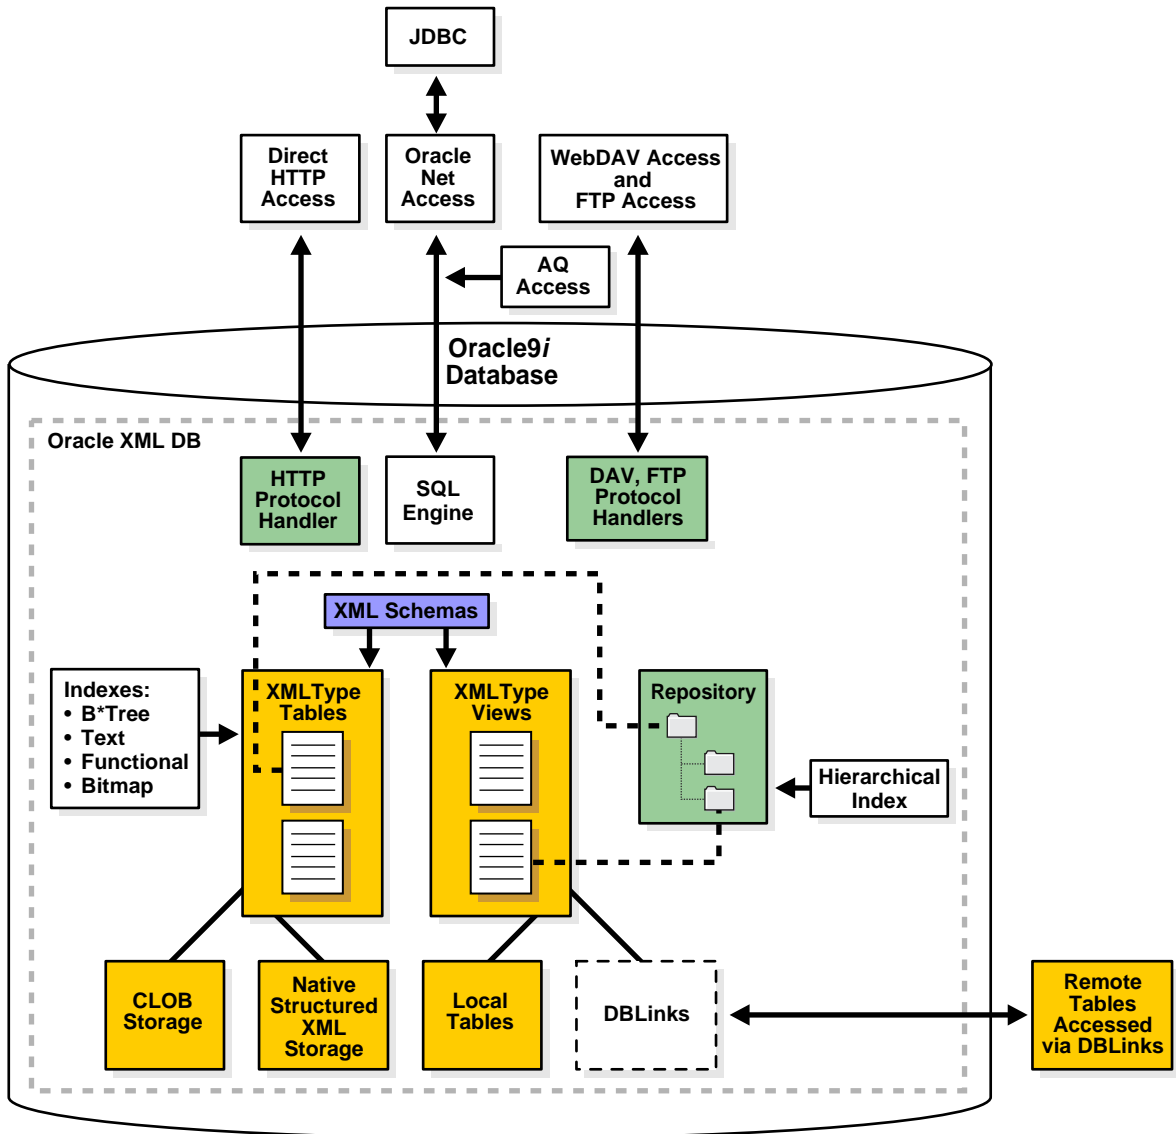 JDBC
Direct
HTTP
Access
Oracle
Net
Access
WebDAV Access
and
FTP Access
AQ
Access
Oracle9i
Database
Oracle XML DB
HTTP
Protocol
Handler
SQL
Engine
DAV, FTP
Protocol
Handlers
XML Schemas
Indexes:
• B*Tree
• Text
• Functional
• Bitmap
XMLType
Tables
XMLType
Views
Repository
Hierarchical
Index
CLOB
Storage
Native
Structured
XML
Storage
Local
Tables
DBLinks
Remote
Tables
Accessed
via DBLinks